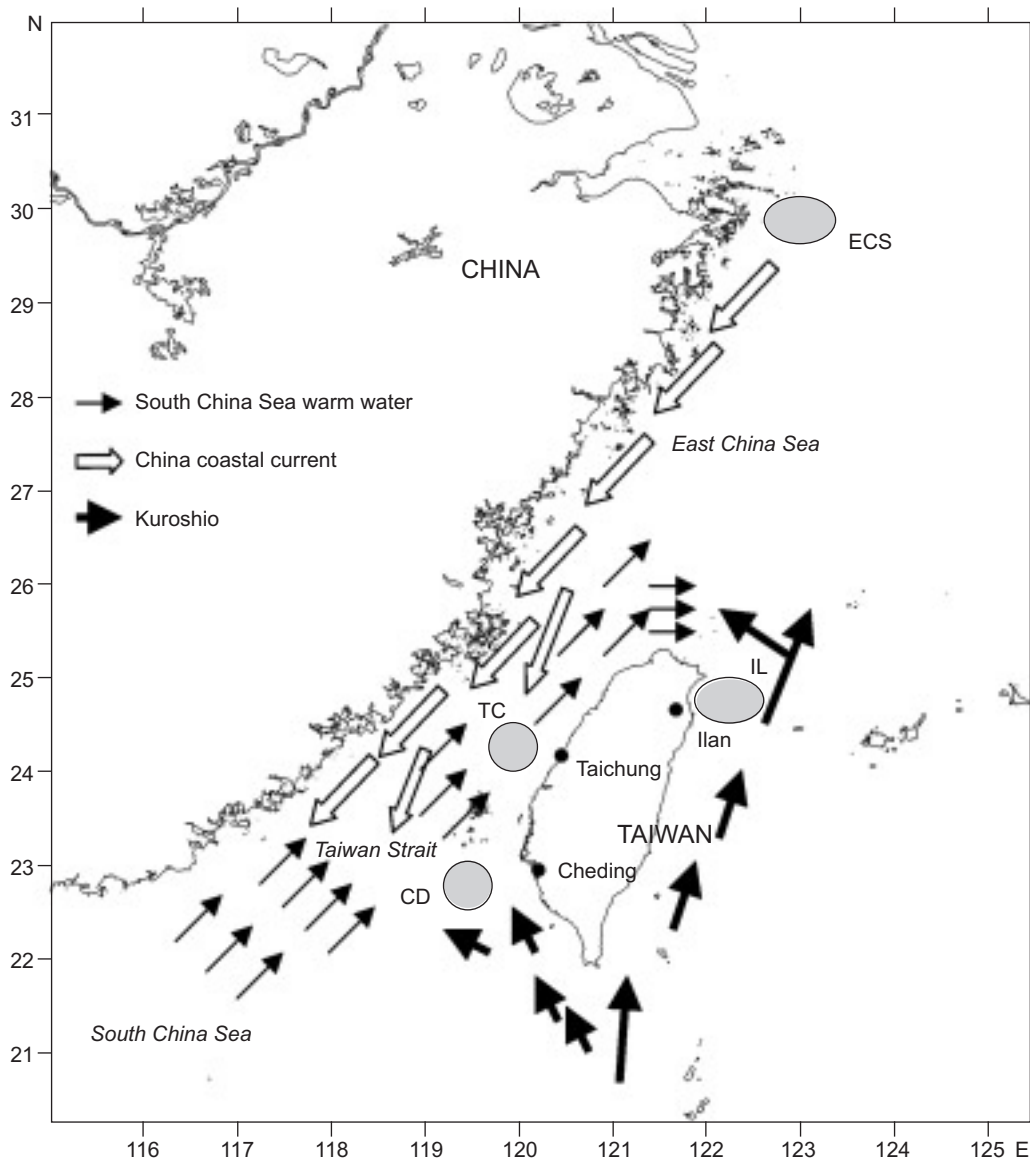 N
31
30
29
28
27
26
25
24
23
22
21
ECS
CHINA
South China Sea warm water
China coastal current
Kuroshio
East China Sea
IL
TC
Ilan
Taichung
TAIWAN
Taiwan Strait
Cheding
CD
South China Sea
116 117 118 119 120 121 122 123 124 125 E